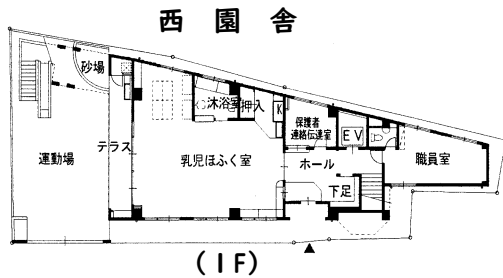 西園舎
砂場
沐浴室
押入
K
保護者
連絡伝達室
EV
テラス
運動場
乳児ほふく室
ホール
職員室
下足
(1F)